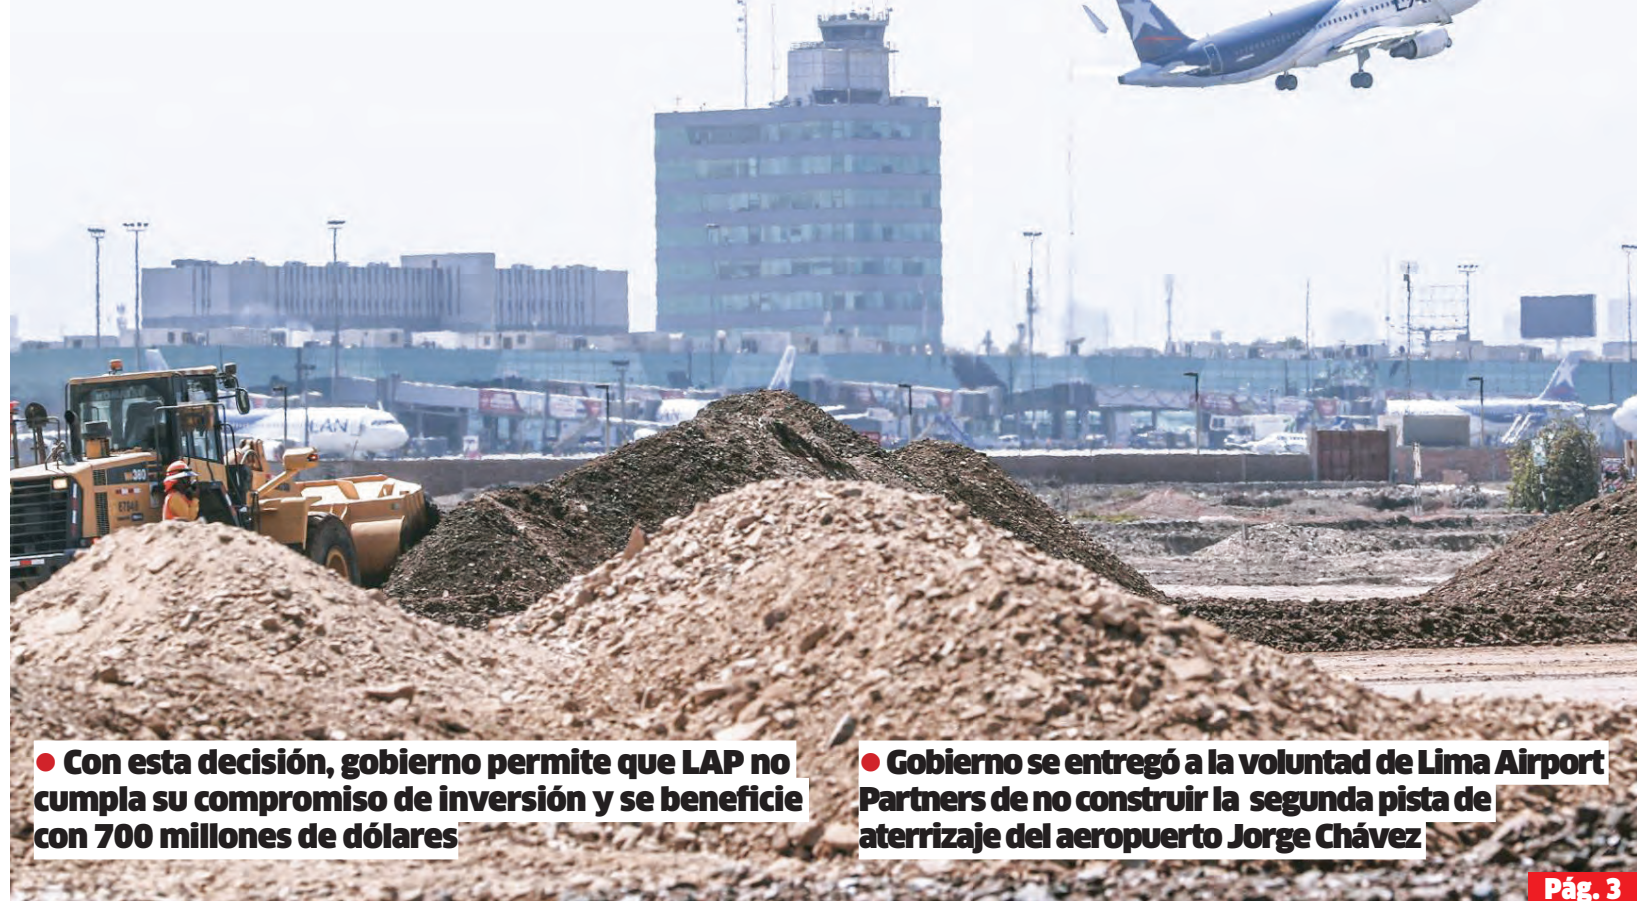 LAN
380
● Con esta decisión, gobierno permite que LAP no
cumpla su compromiso de inversión y se beneficie
con 700 millones de dólares
● Gobierno se entregó a la voluntad de Lima Airport
Partners de no construir la segunda pista de
aterrizaje del aeropuerto Jorge Chávez
Pág. 3